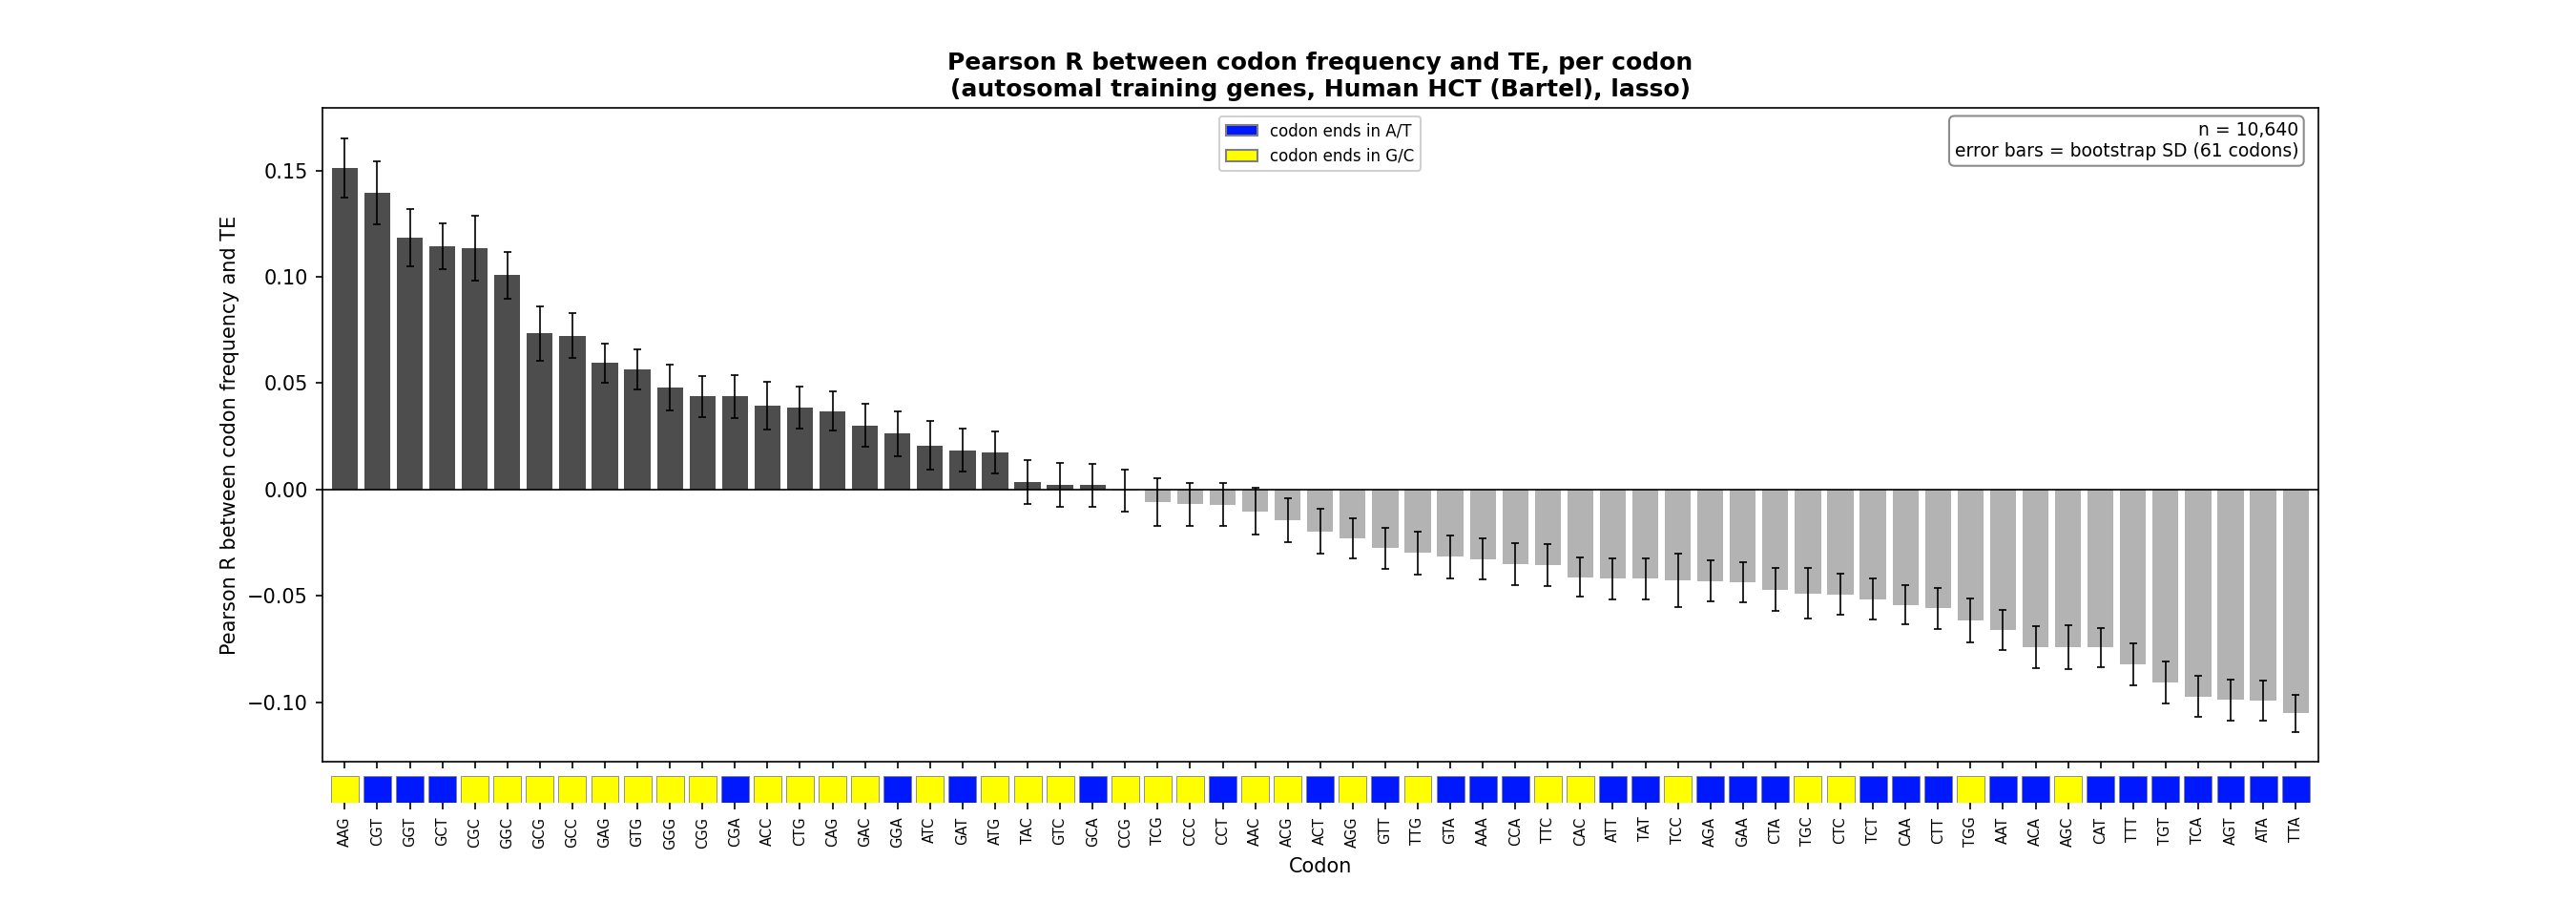 Pearson R between codon frequency and TE, per codon
(autosomal training genes, Human HCT (Bartel), lasso)
codon ends in A/T
codon ends in G/C
n = 10,640
error bars = bootstrap SD (61 codons)
Pearson R between codon frequency and TE
0.15
0.10
0.05
0.00
−0.05
−0.10
AAG CGT GGT GCT CGC GGC GCG GCC GAG GTG GGG CGG CGA ACC CTG CAG GAC GGA ATC GAT ATG TAC GTC GCA CCG TCG CCC CCT AAC ACG ACT AGG GTT TTG GTA AAA CCA TTC CAC ATT TAT TCC AGA GAA CTA TGC CTC TCT CAA CTT TGG AAT ACA AGC CAT TTT TGT TCA AGT ATA TTA
Codon